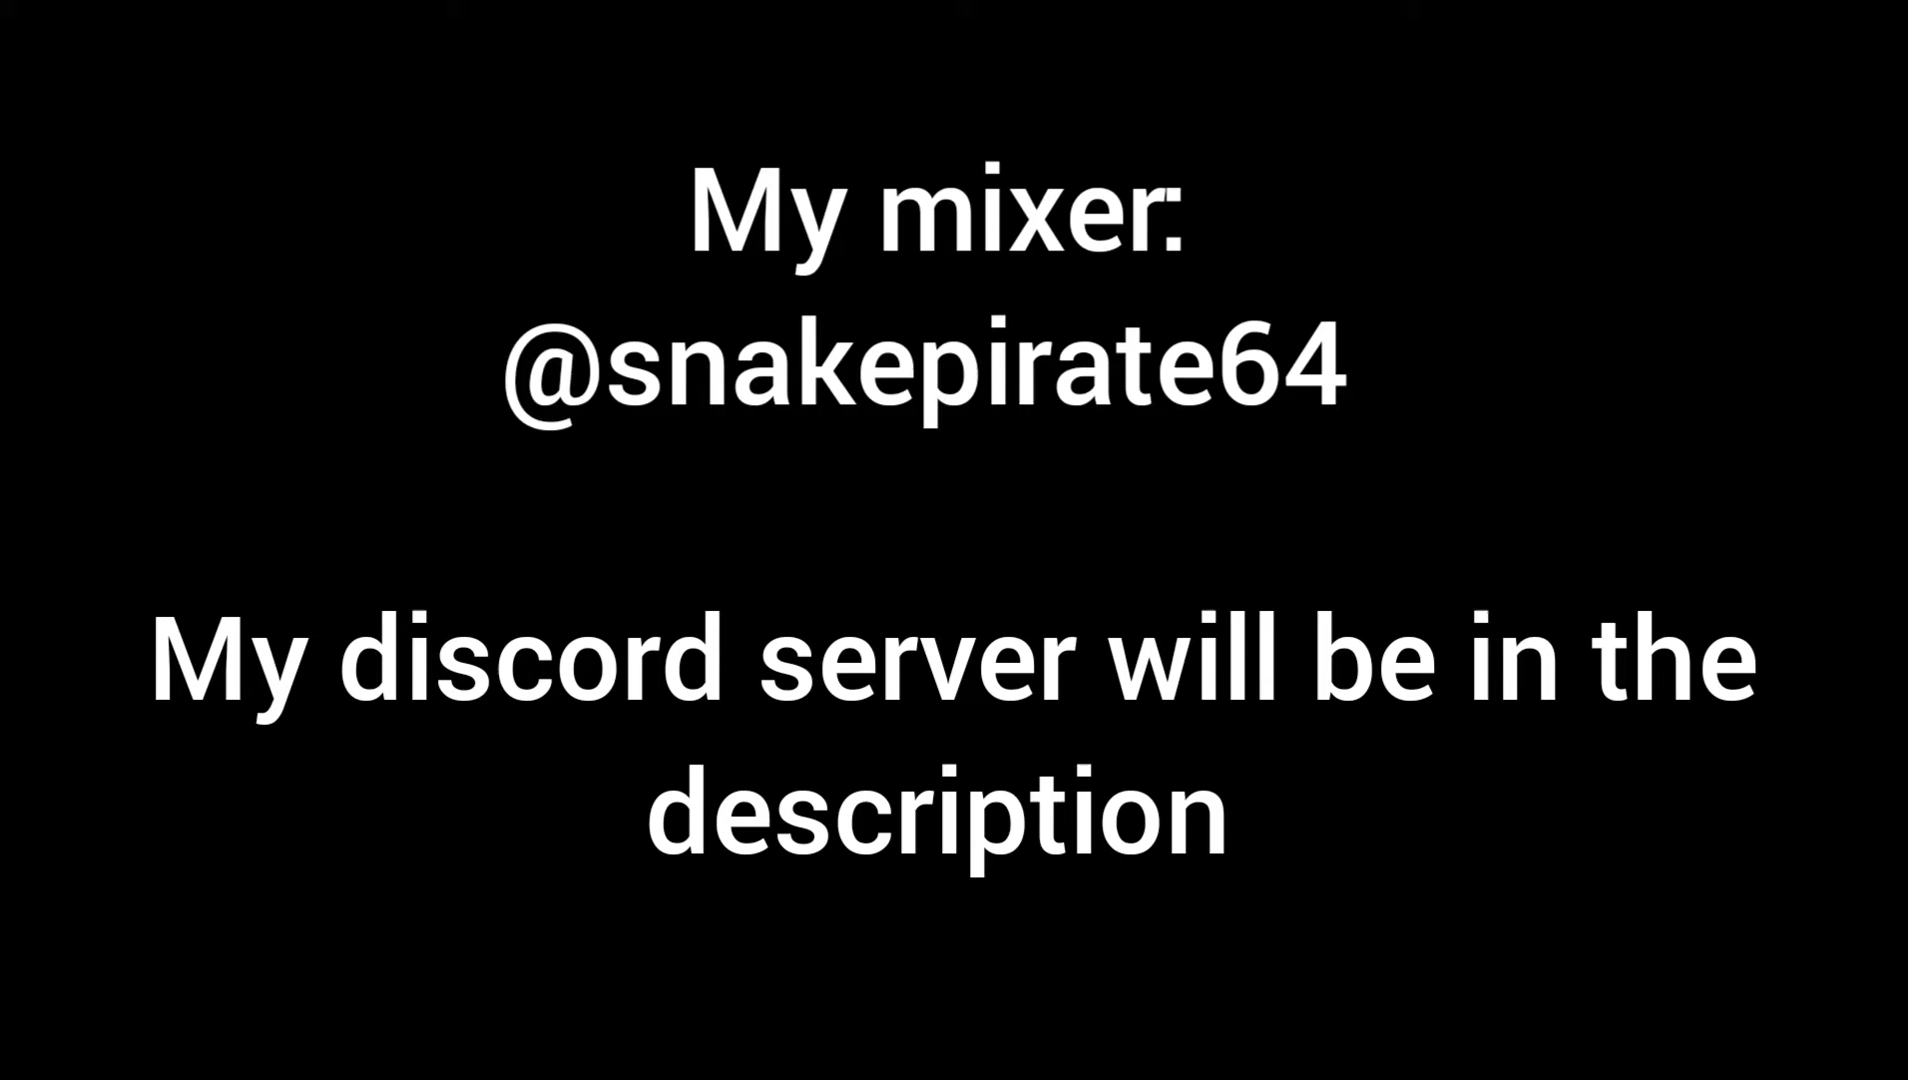 My mixer:
@snakepirate64
My discord server will be in the
description